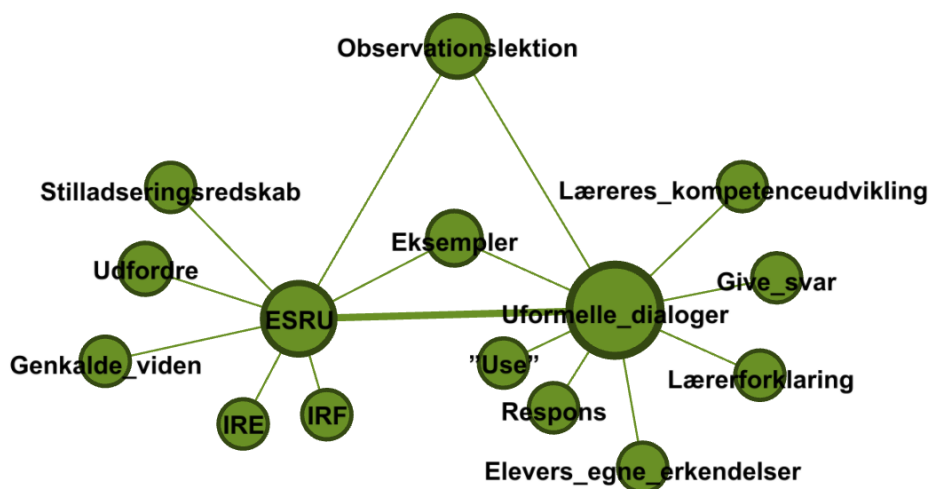 Observationslektion
Stilladseringsredskab
Læreres_kompetenceudvikling
Eksempler
Udfordre
Give_svar
ESRU
Uformelle_dialoger
Genkalde_viden
”Use”
Lærerforklaring
Respons
IRE
IRF
Elevers_egne_erkendelser